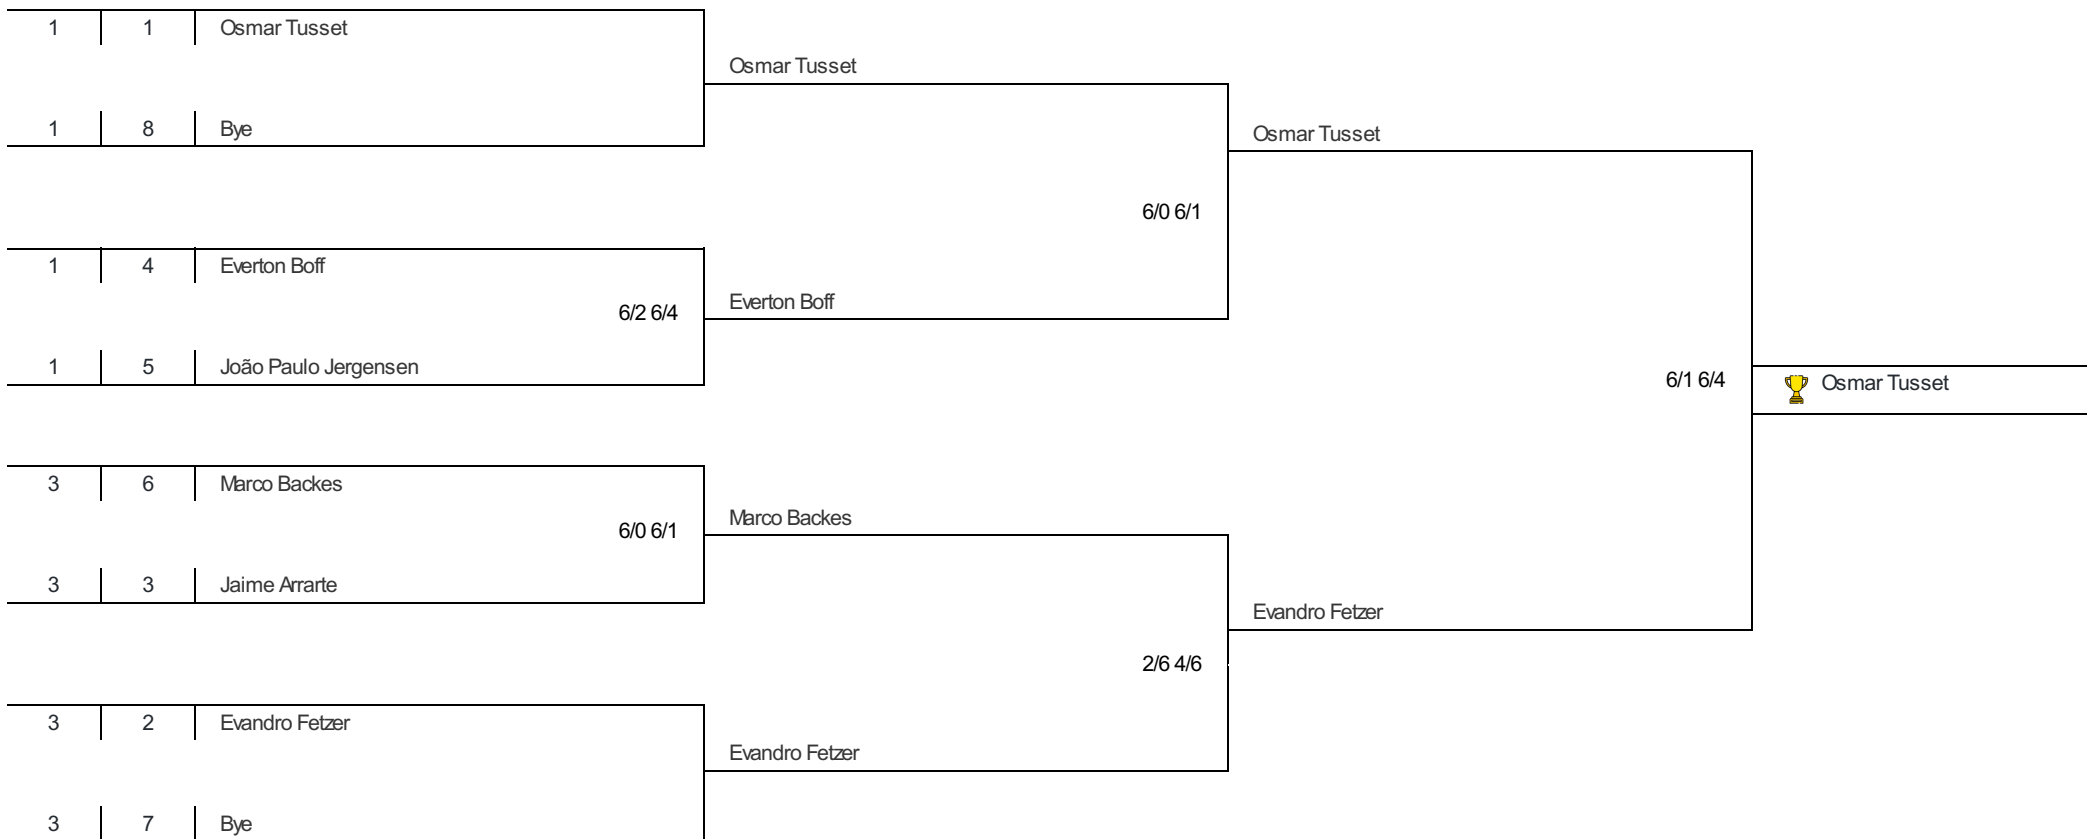 1 1 Osmar Tusset
Osmar Tusset
1 8 Bye
Osmar Tusset
6/0 6/1
1 4 Everton Boff
6/2 6/4
Everton Boff
1 5 João Paulo Jergensen
6/1 6/4
Osmar Tusset
3 6 Marco Backes
6/0 6/1
Marco Backes
3 3 Jaime Arrarte
Evandro Fetzer
2/6 4/6
3 2 Evandro Fetzer
Evandro Fetzer
3 7 Bye